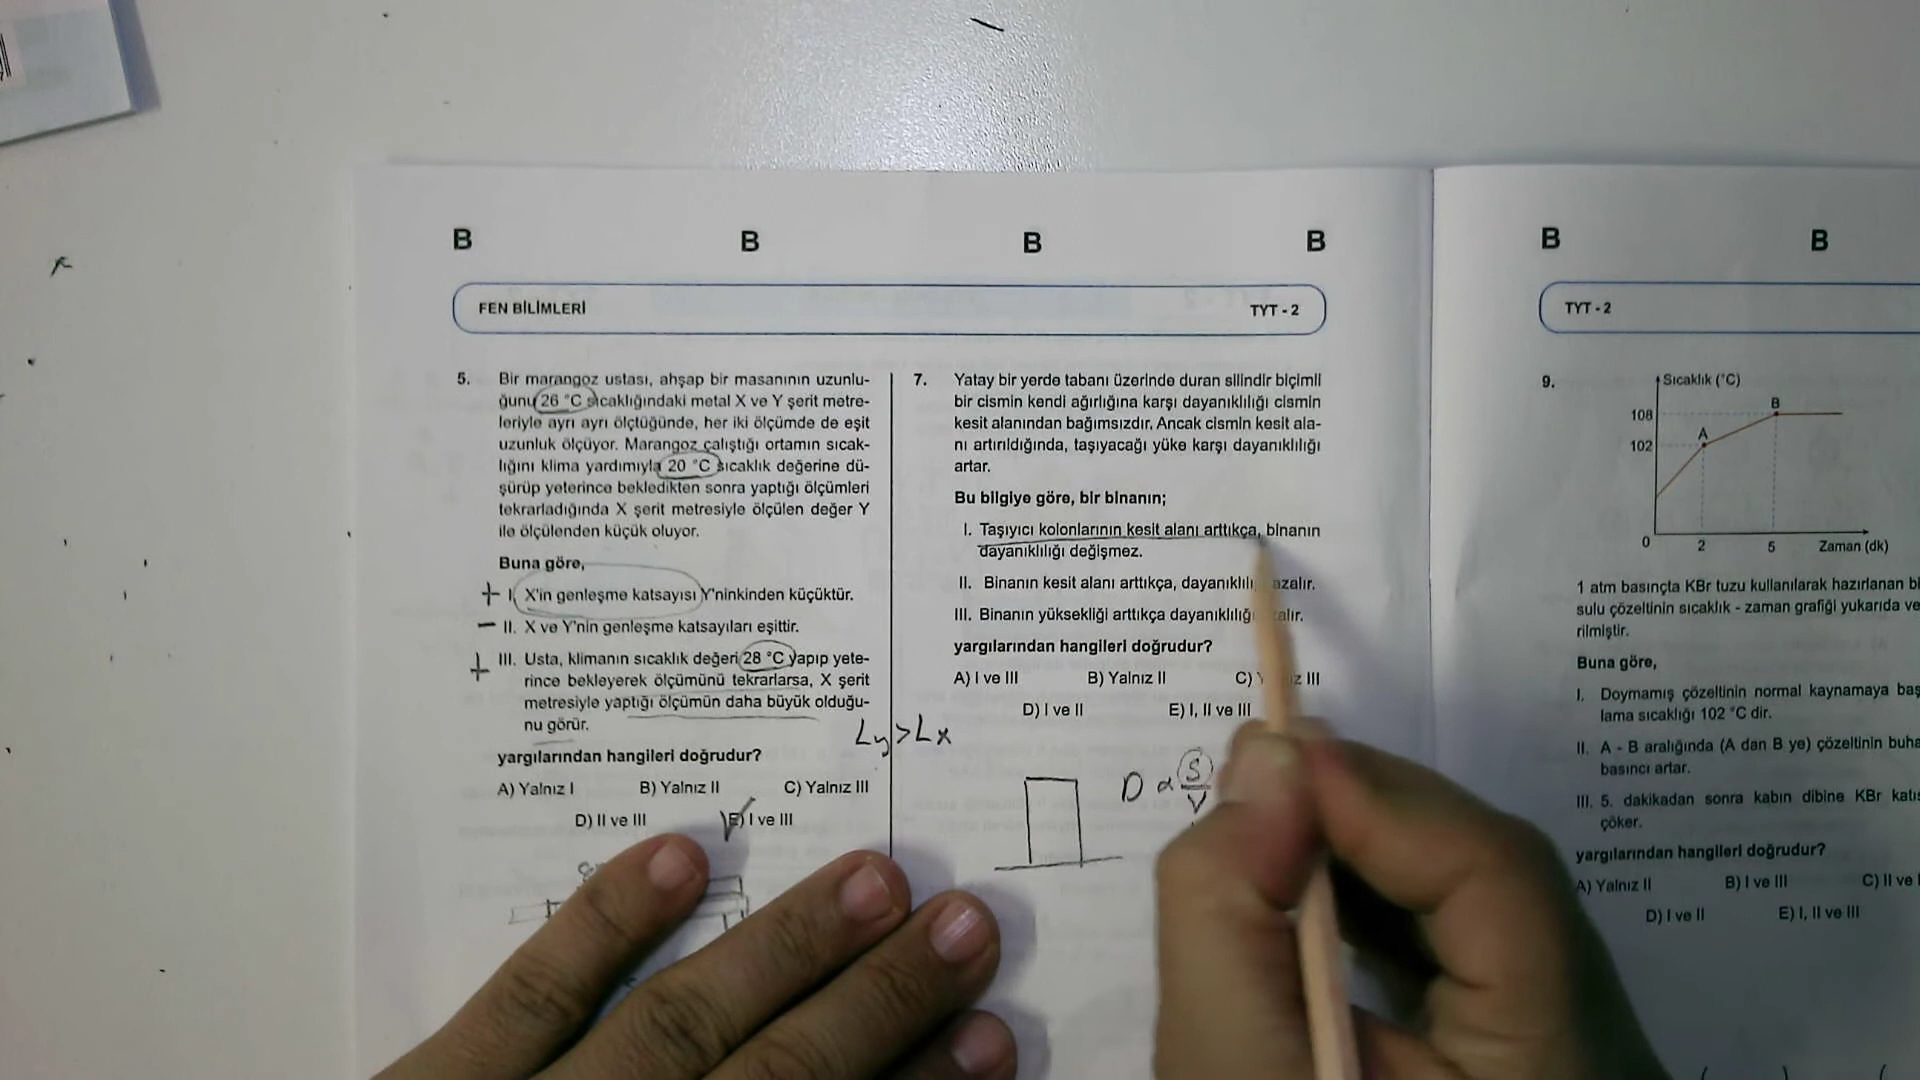 B B B B
FEN BİLİMLERİ TYT - 2
5. Bir marangoz ustası, ahşap bir masanının uzunlu-
ğunu 26 °C sıcaklığındaki metal X ve Y şerit metre-
leriyle ayrı ayrı ölçtüğünde, her iki ölçümde de eşit
uzunluk ölçüyor. Marangoz çalıştığı ortamın sıcak-
lığını klima yardımıyla 20 °C sıcaklık değerine dü-
şürüp yeterince bekledikten sonra yaptığı ölçümleri
tekrarladığında X şerit metresiyle ölçülen değer Y
ile ölçülenden küçük oluyor.
Buna göre,
+ I. X'in genleşme katsayısı Y'ninkinden küçüktür.
– II. X ve Y'nin genleşme katsayıları eşittir.
+ III. Usta, klimanın sıcaklık değeri 28 °C yapıp yete-
rince bekleyerek ölçümünü tekrarlarsa, X şerit
metresiyle yaptığı ölçümün daha büyük olduğu-
nu görür.
yargılarından hangileri doğrudur?
A) Yalnız I B) Yalnız II C) Yalnız III
D) II ve III E) I ve III
7. Yatay bir yerde tabanı üzerinde duran silindir biçimli
bir cismin kendi ağırlığına karşı dayanıklılığı cismin
kesit alanından bağımsızdır. Ancak cismin kesit ala-
nı artırıldığında, taşıyacağı yüke karşı dayanıklılığı
artar.
Bu bilgiye göre, bir binanın;
I. Taşıyıcı kolonlarının kesit alanı arttıkça, binanın
dayanıklılığı değişmez.
II. Binanın kesit alanı arttıkça, azalır.
III. Binanın yüksekliği arttıkça dayanıklılığı
yargılarından hangileri doğrudur?
A) I ve III B) Yalnız II C) III
D) I ve II E) I, II ve III
Ly > Lx
D ∝ S
V
B B
TYT - 2
9. Sıcaklık (°C)
108 B
102 A
0 2 5 Zaman (dk)
1 atm basınçta KBr tuzu kullanılarak hazırlanan
sulu çözeltinin sıcaklık - zaman grafiği yukarıda
rilmiştir.
Buna göre,
I. Doymamış çözeltinin normal kaynamaya
lama sıcaklığı 102 °C dir.
II. A - B aralığında (A dan B ye) çözeltinin
basıncı artar.
III. 5. dakikadan sonra kabın dibine KBr
çöker.
yargılarından hangileri doğrudur?
A) Yalnız II B) I ve III C) II ve
D) I ve II E) I, II ve III